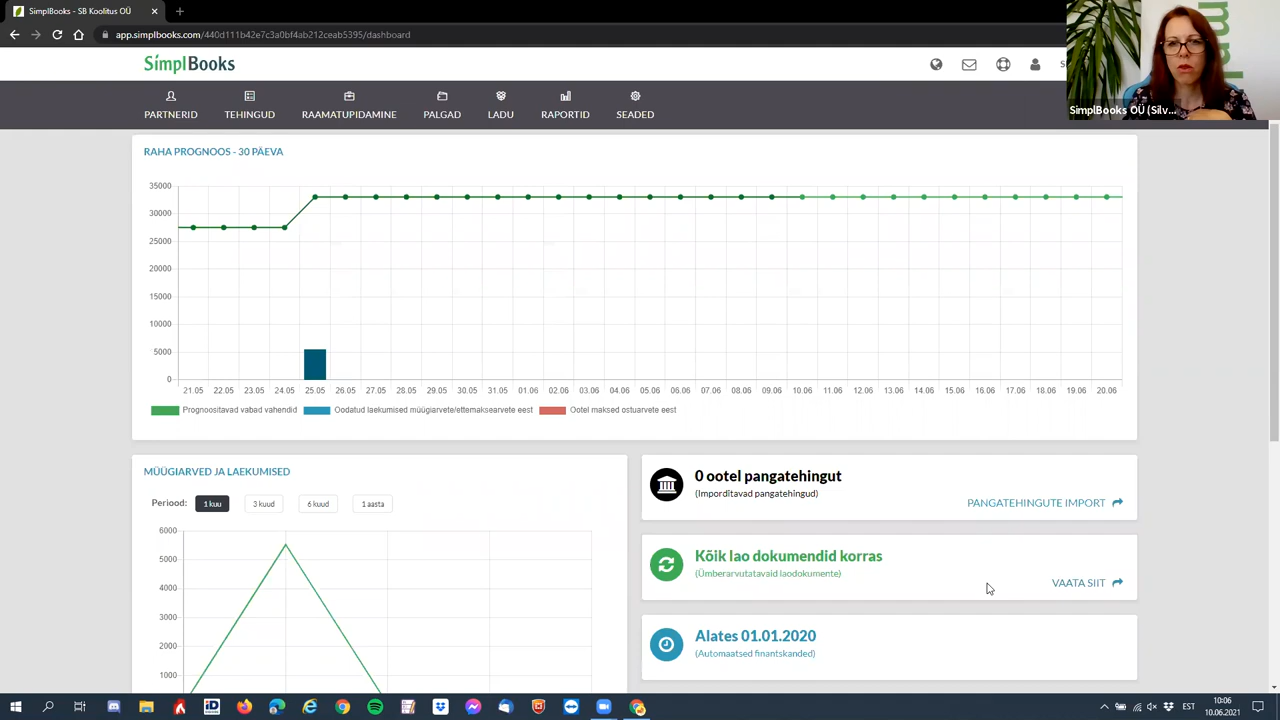 SimplBooks - SB Koolitus OÜ
app.simplbooks.com/440d111b42e7c3a0bf4ab212ceab5395/dashboard
SimplBooks
SimplBooks OÜ (Silv...
PARTNERID TEHINGUD RAAMATUPIDAMINE PALGAD LADU RAPORTID SEADED
RAHA PROGNOOS - 30 PÄEVA
35000
30000
25000
20000
15000
10000
5000
0
21.05 22.05 23.05 24.05 25.05 26.05 27.05 28.05 29.05 30.05 31.05 01.06 02.06 03.06 04.06 05.06 06.06 07.06 08.06 09.06 10.06 11.06 12.06 13.06 14.06 15.06 16.06 17.06 18.06 19.06 20.06
Prognoositavad vabad vahendid Oodatud laekumised müügiarvete/ettemaksearvete eest Ootel maksed ostuarvete eest
MÜÜGIARVED JA LAEKUMISED
Periood: 1 kuu 3 kuud 6 kuud 1 aasta
6000
5000
4000
3000
2000
1000
0 ootel pangatehingut
(Imporditavad pangatehingud)
PANGATEHINGUTE IMPORT
Kõik lao dokumendid korras
(Ümberarvutatavaid laodokumente)
VAATA SIIT
Alates 01.01.2020
(Automaatsed finantskanded)
EST
10:06
10.06.2021